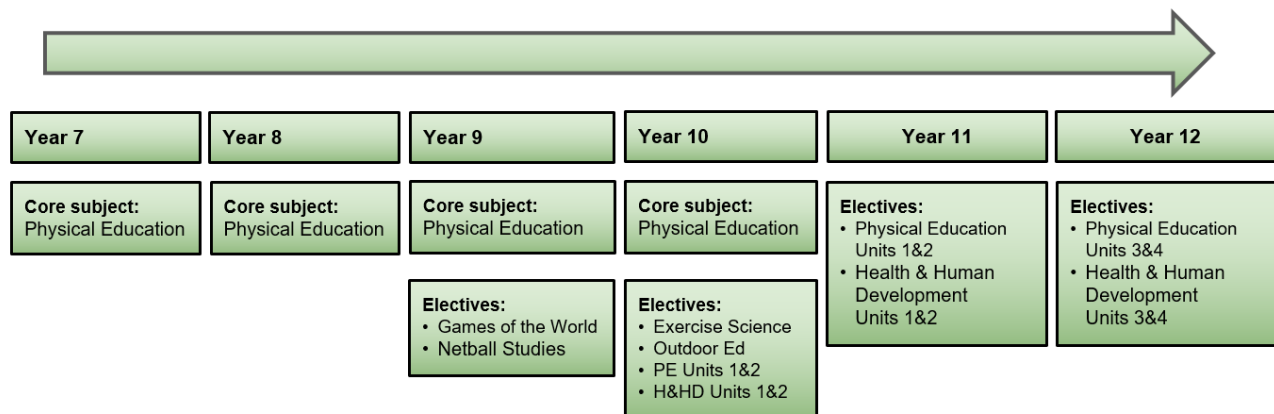 Year 7
Year 8
Year 9
Year 10
Year 11
Year 12
Core subject:
Physical Education
Core subject:
Physical Education
Core subject:
Physical Education
Core subject:
Physical Education
Electives:
• Physical Education
Units 1&2
• Health & Human
Development
Units 1&2
Electives:
• Physical Education
Units 3&4
• Health & Human
Development
Units 3&4
Electives:
• Games of the World
• Netball Studies
Electives:
• Exercise Science
• Outdoor Ed
• PE Units 1&2
• H&HD Units 1&2